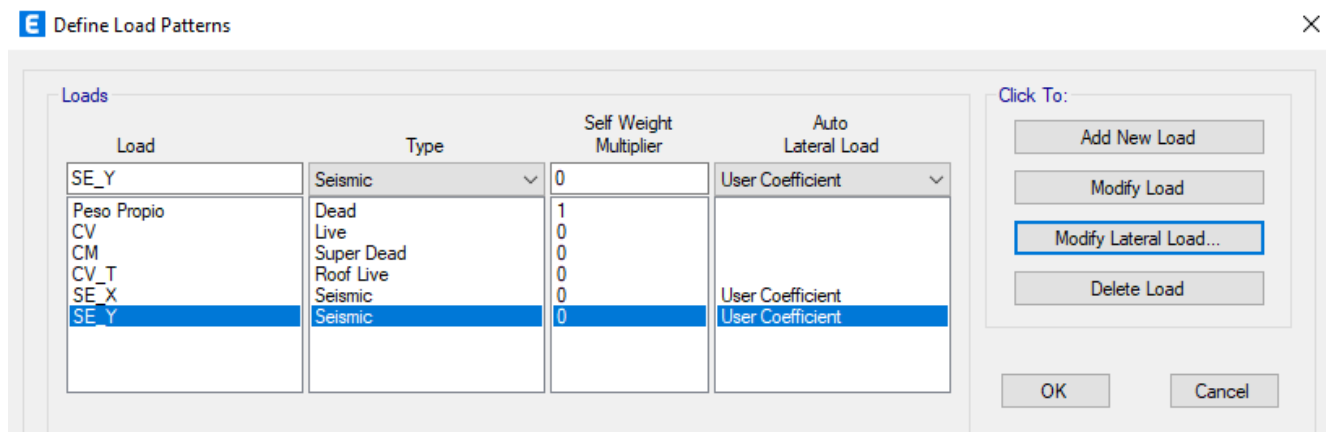 E Define Load Patterns
Loads
Click To:
Load Type Self Weight Multiplier Auto Lateral Load
SE_Y Seismic 0 User Coefficient
Peso Propio Dead 1
CV Live 0
CM Super Dead 0
CV_T Roof Live 0
SE_X Seismic 0 User Coefficient
SE_Y Seismic 0 User Coefficient
Add New Load
Modify Load
Modify Lateral Load...
Delete Load
OK Cancel